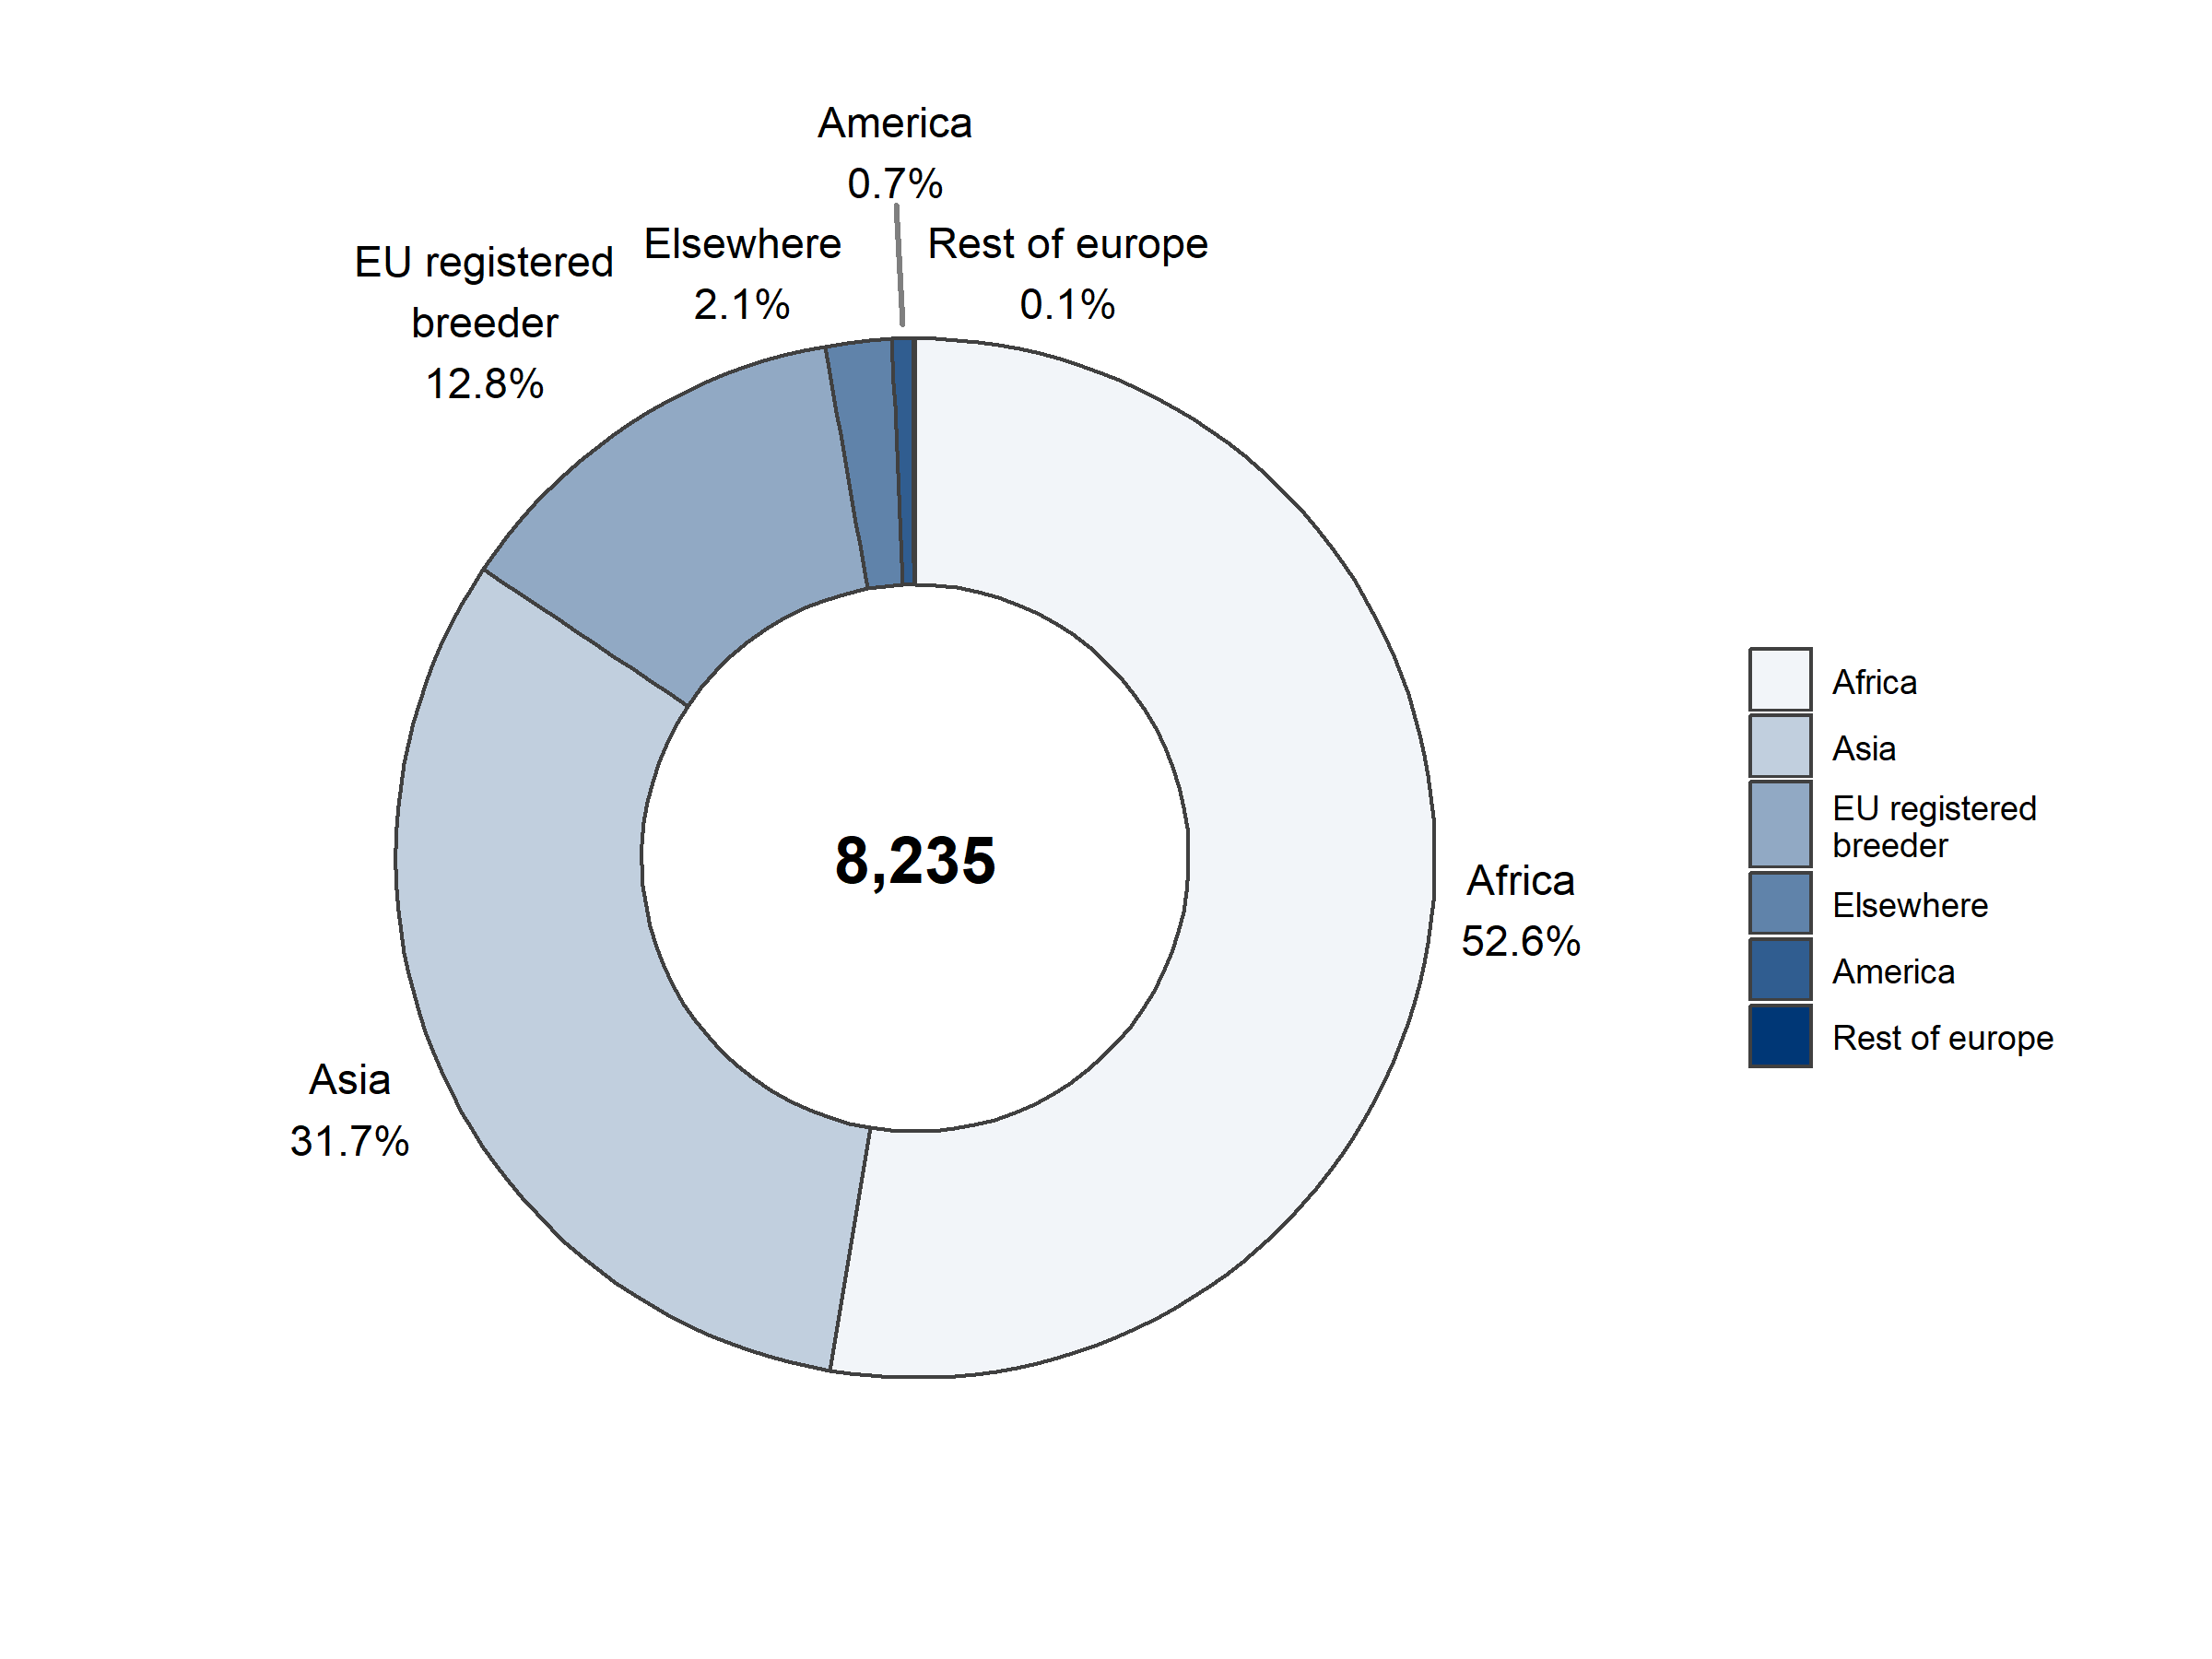 America
0.7%
Elsewhere
2.1%
Rest of europe
0.1%
EU registered
breeder
12.8%
8,235
Africa
52.6%
Asia
31.7%
Africa
Asia
EU registered
breeder
Elsewhere
America
Rest of europe